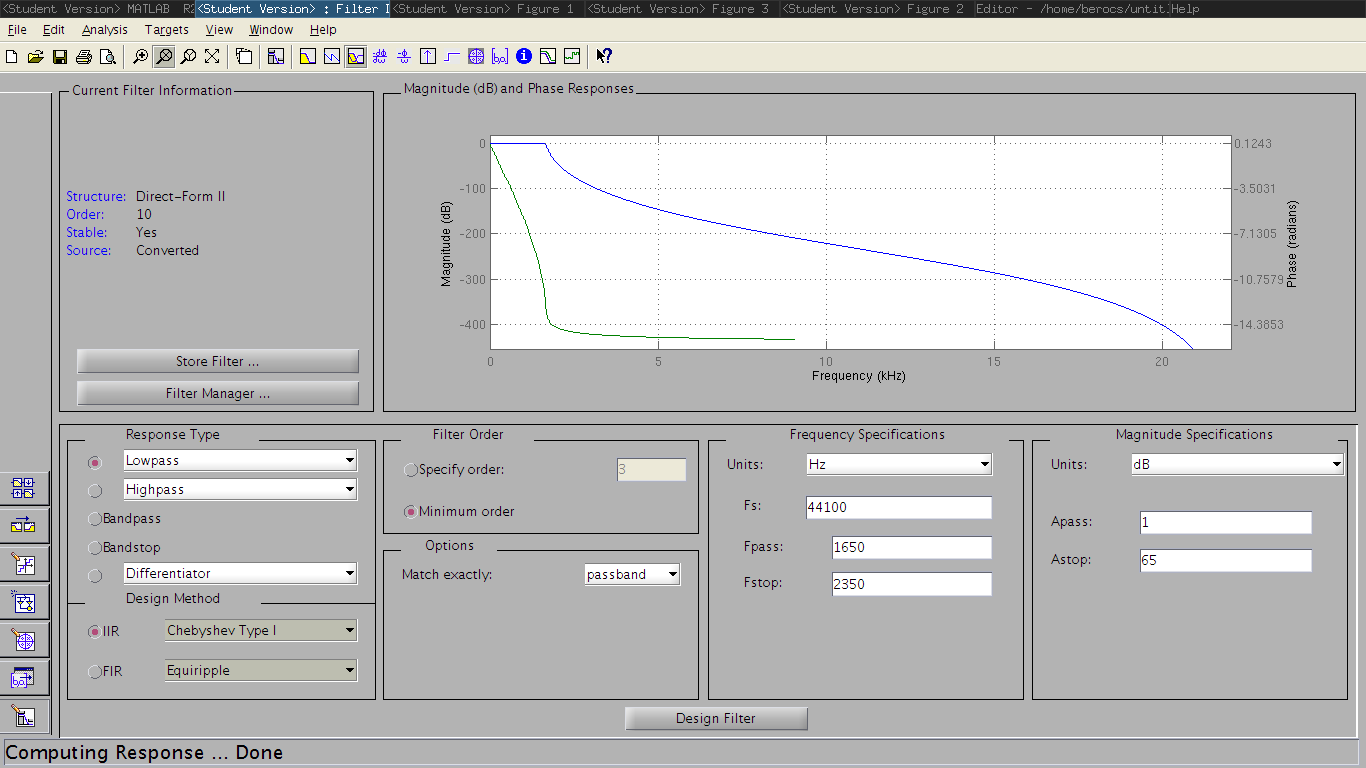 <Student Version> MATLAB R2 <Student Version> : Filter <Student Version> Figure 1 <Student Version> Figure 3 <Student Version> Figure 2 Editor - /home/berocs/untit. Help
File Edit Analysis Targets View Window Help
Current Filter Information
Structure: Direct-Form II
Order: 10
Stable: Yes
Source: Converted
Store Filter ...
Filter Manager ...
Magnitude (dB) and Phase Responses
Magnitude (dB)
0
-100
-200
-300
-400
0.1243
-3.5031
-7.1305
-10.7579
-14.3853
Phase (radians)
0 5 10 15 20
Frequency (kHz)
Response Type
Lowpass
Highpass
Bandpass
Bandstop
Differentiator
Design Method
IIR Chebyshev Type I
FIR Equiripple
Filter Order
Specify order: 3
Minimum order
Options
Match exactly: passband
Frequency Specifications
Units: Hz
Fs: 44100
Fpass: 1650
Fstop: 2350
Magnitude Specifications
Units: dB
Apass: 1
Astop: 65
Design Filter
Computing Response ... Done